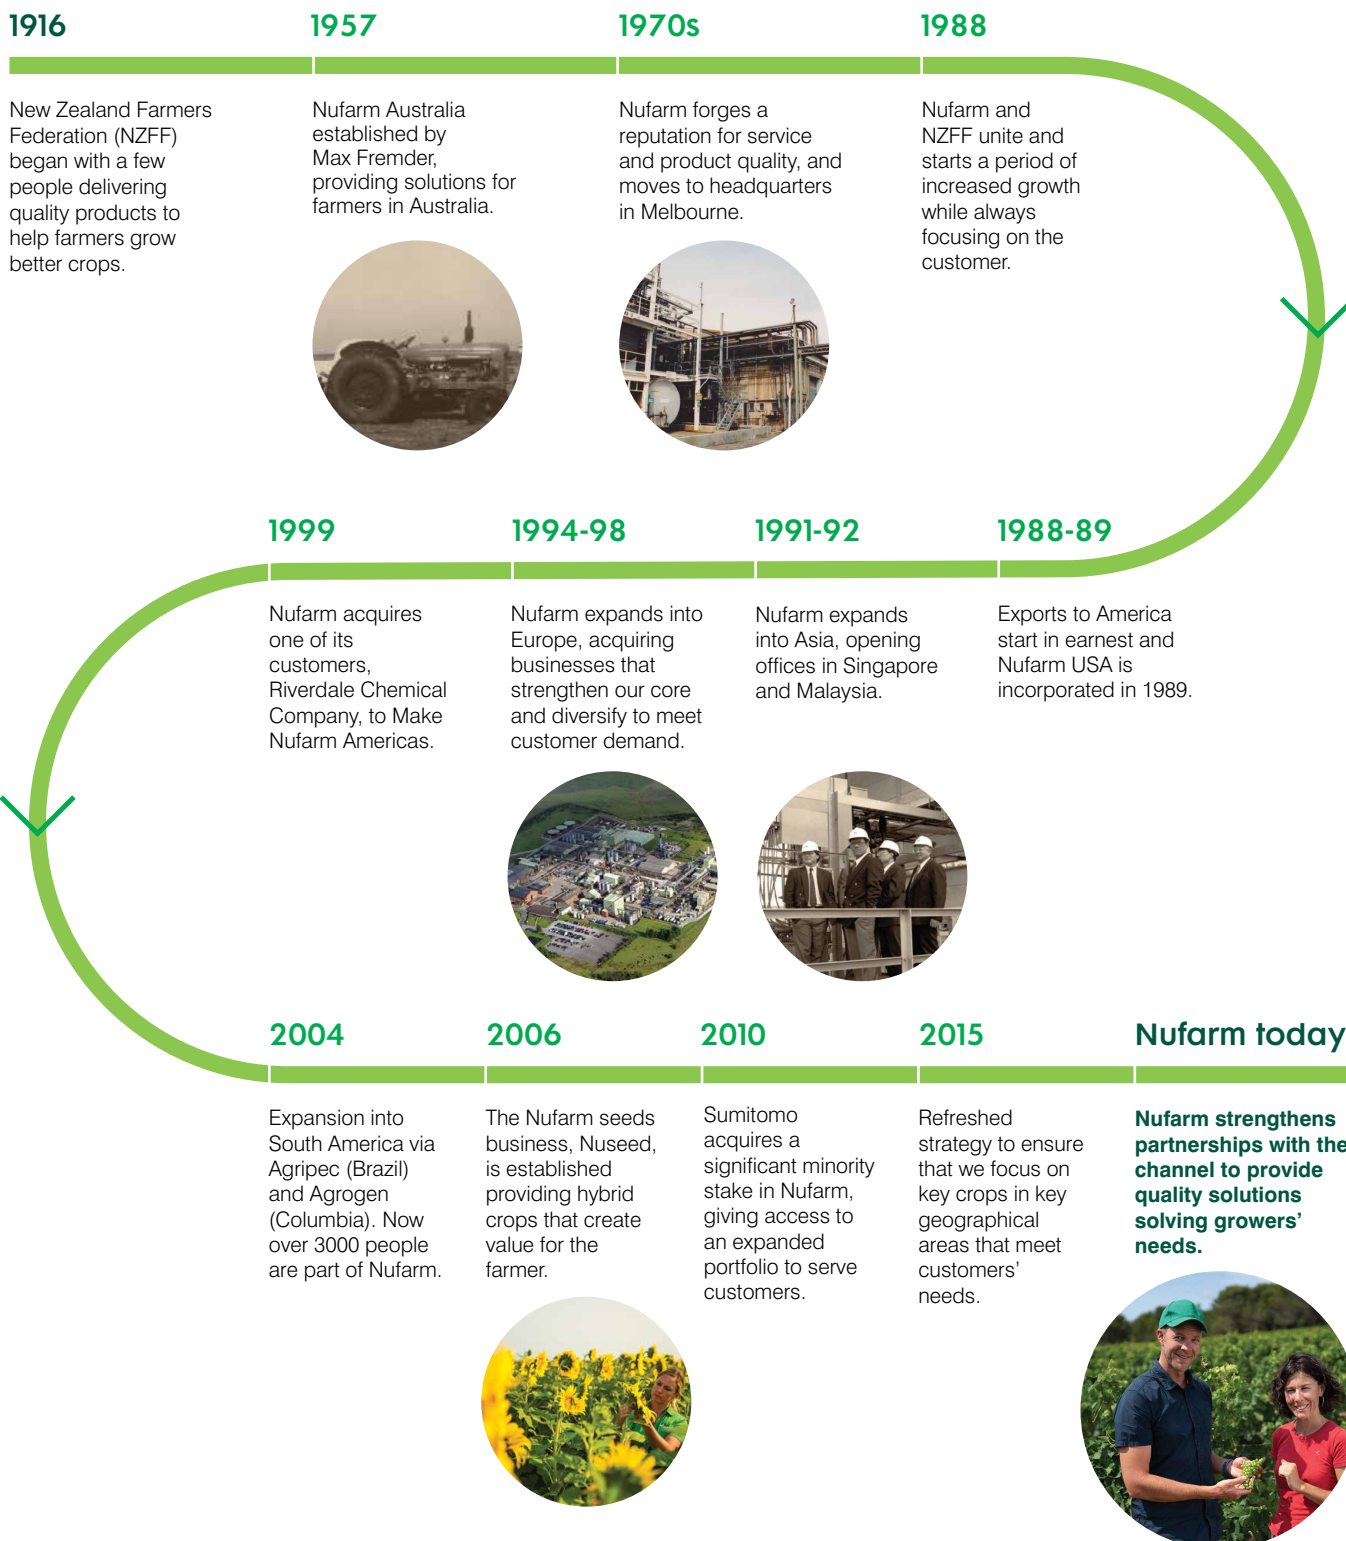 1916
New Zealand Farmers
Federation (NZFF)
began with a few
people delivering
quality products to
help farmers grow
better crops.
1957
Nufarm Australia
established by
Max Fremder,
providing solutions for
farmers in Australia.
1970s
Nufarm forges a
reputation for service
and product quality, and
moves to headquarters
in Melbourne.
1988
Nufarm and
NZFF unite and
starts a period of
increased growth
while always
focusing on the
customer.
1988-89
Exports to America
start in earnest and
Nufarm USA is
incorporated in 1989.
1991-92
Nufarm expands
into Asia, opening
offices in Singapore
and Malaysia.
1994-98
Nufarm expands into
Europe, acquiring
businesses that
strengthen our core
and diversify to meet
customer demand.
1999
Nufarm acquires
one of its
customers,
Riverdale Chemical
Company, to Make
Nufarm Americas.
2004
Expansion into
South America via
Agripec (Brazil)
and Agrogen
(Columbia). Now
over 3000 people
are part of Nufarm.
2006
The Nufarm seeds
business, Nuseed,
is established
providing hybrid
crops that create
value for the
farmer.
2010
Sumitomo
acquires a
significant minority
stake in Nufarm,
giving access to
an expanded
portfolio to serve
customers.
2015
Refreshed
strategy to ensure
that we focus on
key crops in key
geographical
areas that meet
customers’
needs.
Nufarm today
Nufarm strengthens
partnerships with the
channel to provide
quality solutions
solving growers’
needs.